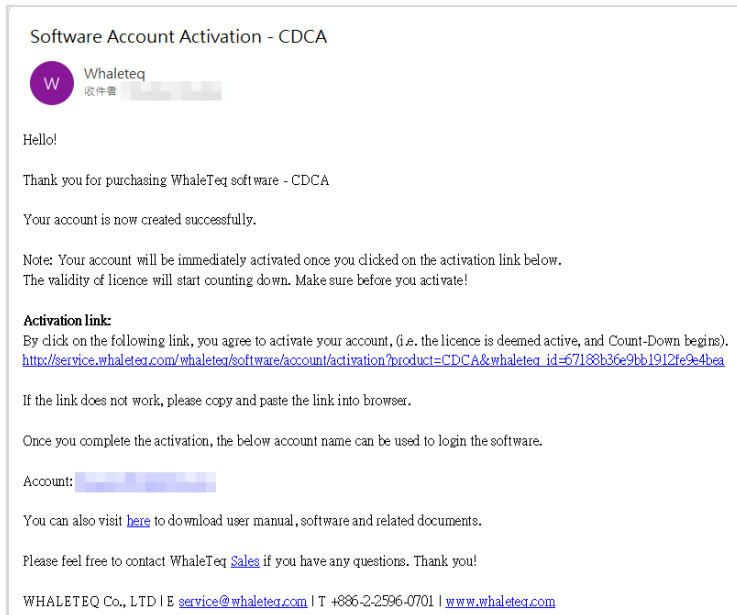 Software Account Activation - CDCA
W
Whaleteq
收件者
Hello!
Thank you for purchasing WhaleTeq software - CDCA
Your account is now created successfully.
Note: Your account will be immediately activated once you clicked on the activation link below.
The validity of licence will start counting down. Make sure before you activate!
Activation link:
By click on the following link, you agree to activate your account, (i.e. the licence is deemed active, and Count-Down begins).
http://service.whaleteq.com/whaleteq/software/account/activation?product=CDCA&whaleteq_id=67188b36e9bb1912fe9e4bea
If the link does not work, please copy and paste the link into browser.
Once you complete the activation, the below account name can be used to login the software.
Account:
You can also visit here to download user manual, software and related documents.
Please feel free to contact WhaleTeq Sales if you have any questions. Thank you!
WHALETEQ Co., LTD | E service@whaleteq.com | T +886-2-2596-0701 | www.whaleteq.com